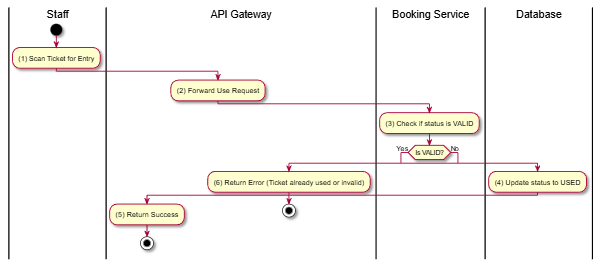 Staff
API Gateway
Booking Service
Database
(1) Scan Ticket for Entry
(2) Forward Use Request
(3) Check if status is VALID
Yes
Is VALID?
No
(6) Return Error (Ticket already used or invalid)
(4) Update status to USED
(5) Return Success